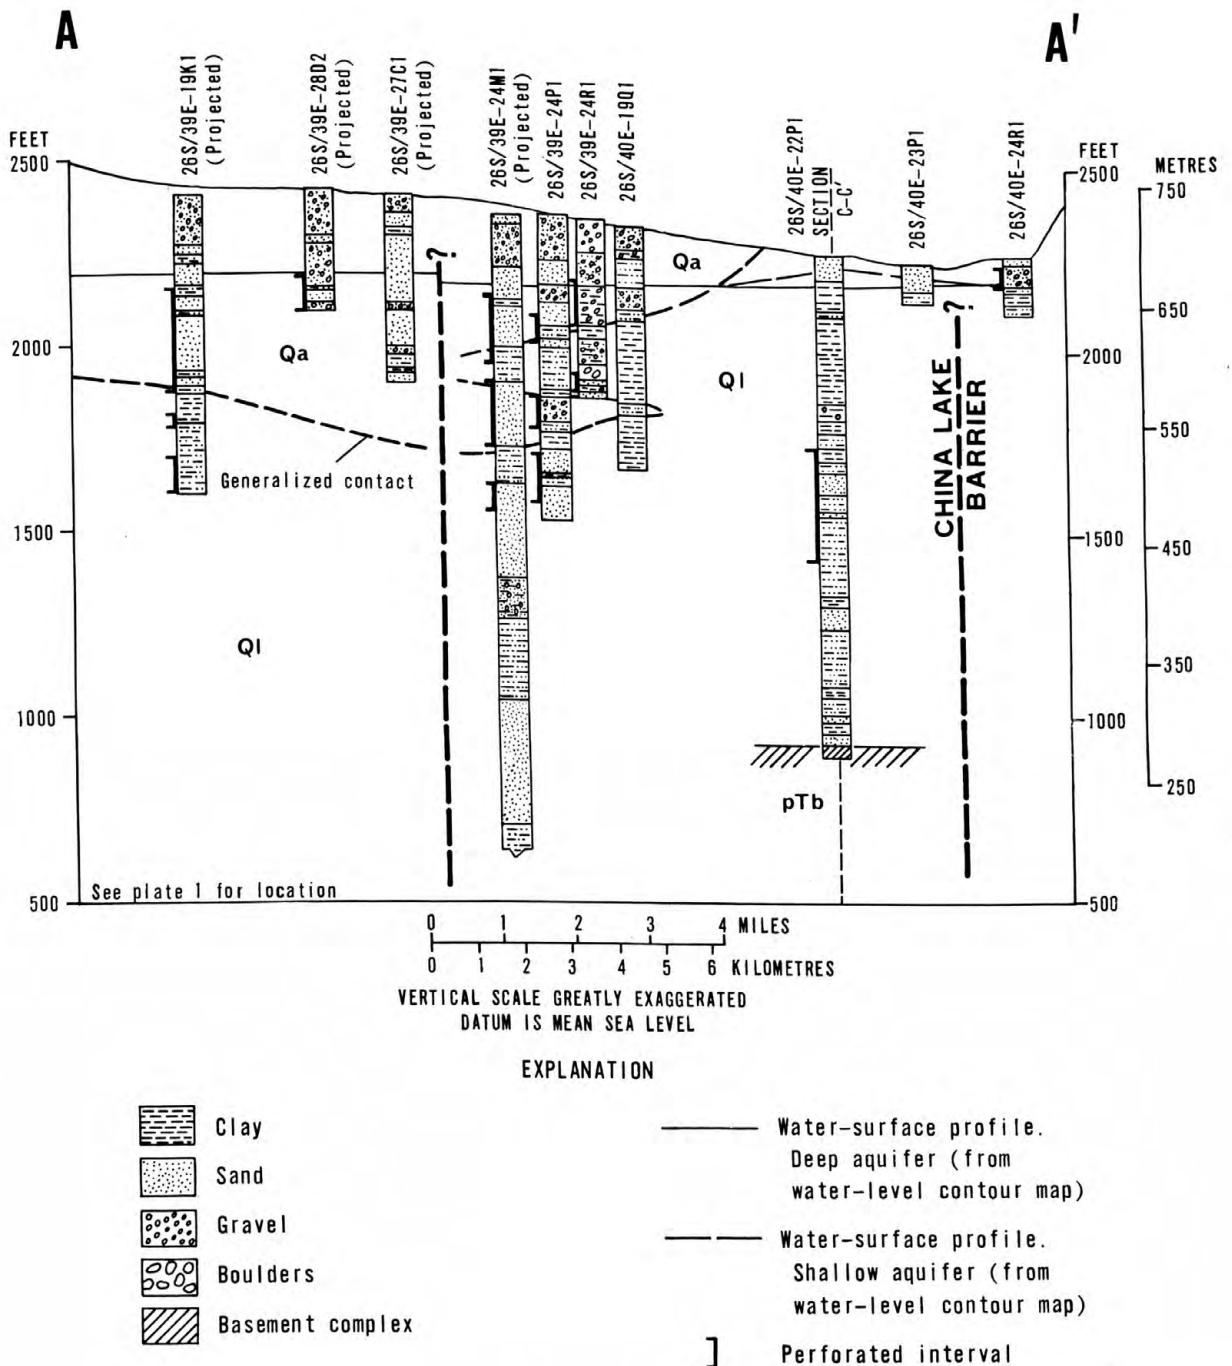 A
A'
26S/39E-19K1
(Projected)
26S/39E-28D2
(Projected)
26S/39E-27C1
(Projected)
26S/39E-24M1
(Projected)
26S/39E-24P1
26S/39E-24R1
26S/40E-19Q1
26S/40E-22P1
SECTION
C-C'
26S/40E-23P1
26S/40E-24R1
FEET
2500
2000
1500
1000
500
FEET
2500
2000
1500
1000
500
METRES
750
650
550
450
350
250
?
Qa
Qa
Ql
Ql
?
CHINA LAKE
BARRIER
Generalized contact
pTb
See plate 1 for location
0 1 2 3 4 MILES
0 1 2 3 4 5 6 KILOMETRES
VERTICAL SCALE GREATLY EXAGGERATED
DATUM IS MEAN SEA LEVEL
EXPLANATION
Clay
Sand
Gravel
Boulders
Basement complex
Water-surface profile.
Deep aquifer (from
water-level contour map)
Water-surface profile.
Shallow aquifer (from
water-level contour map)
Perforated interval